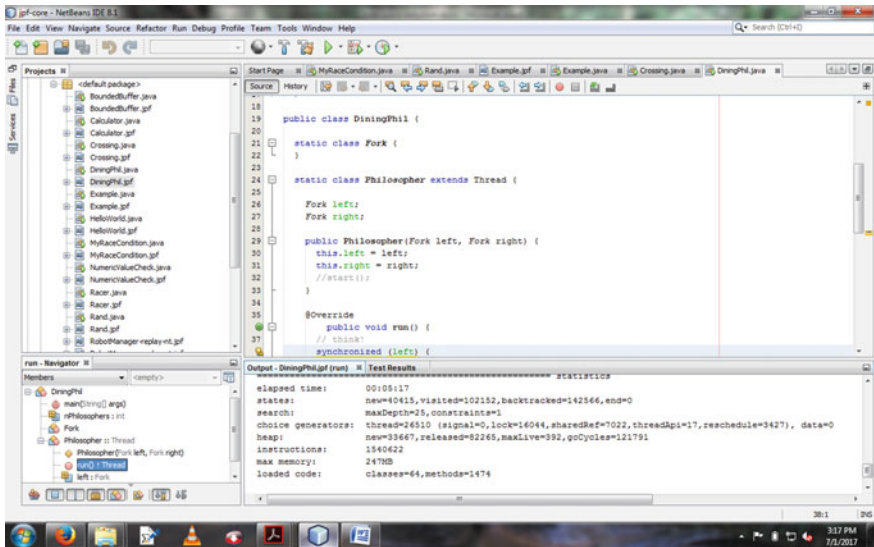 jpf-core - NetBeans IDE 8.1
File Edit View Navigate Source Refactor Run Debug Profile Team Tools Window Help
Search (Ctrl+I)
Files
Services
Projects
<default package>
BoundedBuffer.java
BoundedBuffer.jpf
Calculator.java
Calculator.jpf
Crossing.java
Crossing.jpf
DiningPhil.java
DiningPhil.jpf
Example.java
Example.jpf
HelloWorld.java
HelloWorld.jpf
MyRaceCondition.java
MyRaceCondition.jpf
NumericValueCheck.java
NumericValueCheck.jpf
Racer.java
Racer.jpf
Rand.java
Rand.jpf
RobotManager-replay-nt.jpf
Start Page MyRaceCondition.java Rand.java Example.jpf Example.java Crossing.java DiningPhil.java
Source History
18
19 public class DiningPhil {
20
21 static class Fork {
22 }
23
24 static class Philosopher extends Thread {
25
26 Fork left;
27 Fork right;
28
29 public Philosopher(Fork left, Fork right) {
30 this.left = left;
31 this.right = right;
32 //start();
33 }
34
35 @Override
public void run() {
37 // think!
synchronized (left) {
run - Navigator
Members <empty>
DiningPhil
main(String[] args)
nPhilosophers : int
Fork
Philosopher :: Thread
Philosopher(Fork left, Fork right)
run() ↑ Thread
left : Fork
Output - DiningPhil.jpf (run) Test Results
====================================================== statistics
elapsed time: 00:05:17
states: new=40415,visited=102152,backtracked=142566,end=0
search: maxDepth=25,constraints=1
choice generators: thread=26510 (signal=0,lock=16044,sharedRef=7022,threadApi=17,reschedule=3427), data=0
heap: new=33667,released=82265,maxLive=392,gcCycles=121791
instructions: 1540622
max memory: 247MB
loaded code: classes=64,methods=1474
38:1 INS
3:17 PM
7/1/2017